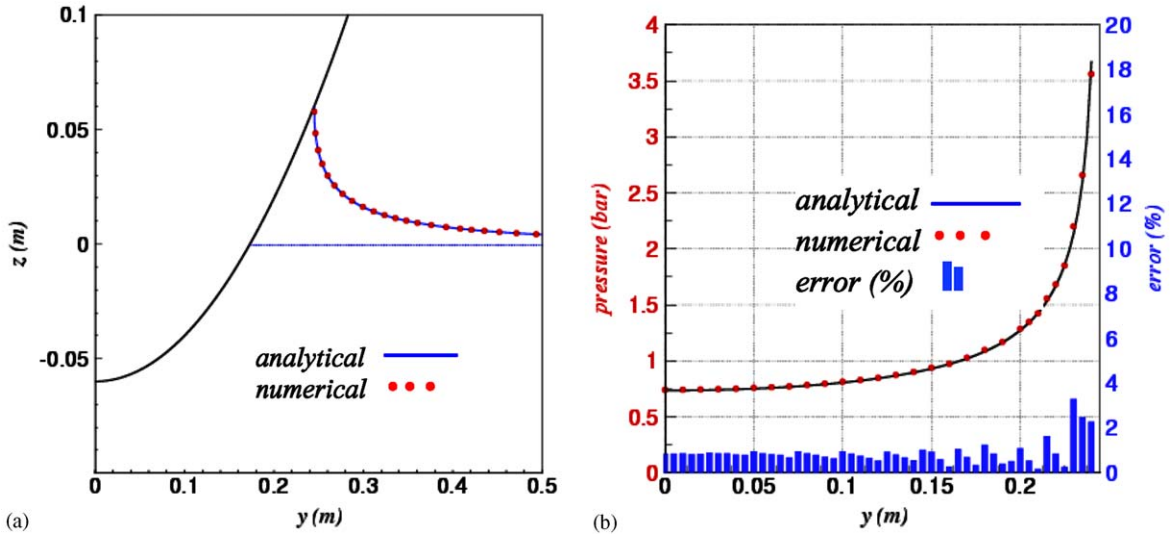 0.1
0.05
0
-0.05
z (m)
analytical
numerical
0
0.1
0.2
0.3
0.4
0.5
y (m)
(a)
4
3.5
3
2.5
2
1.5
1
0.5
0
pressure (bar)
analytical
numerical
error (%)
20
18
16
14
12
10
8
6
4
2
0
error (%)
0
0.05
0.1
0.15
0.2
y (m)
(b)